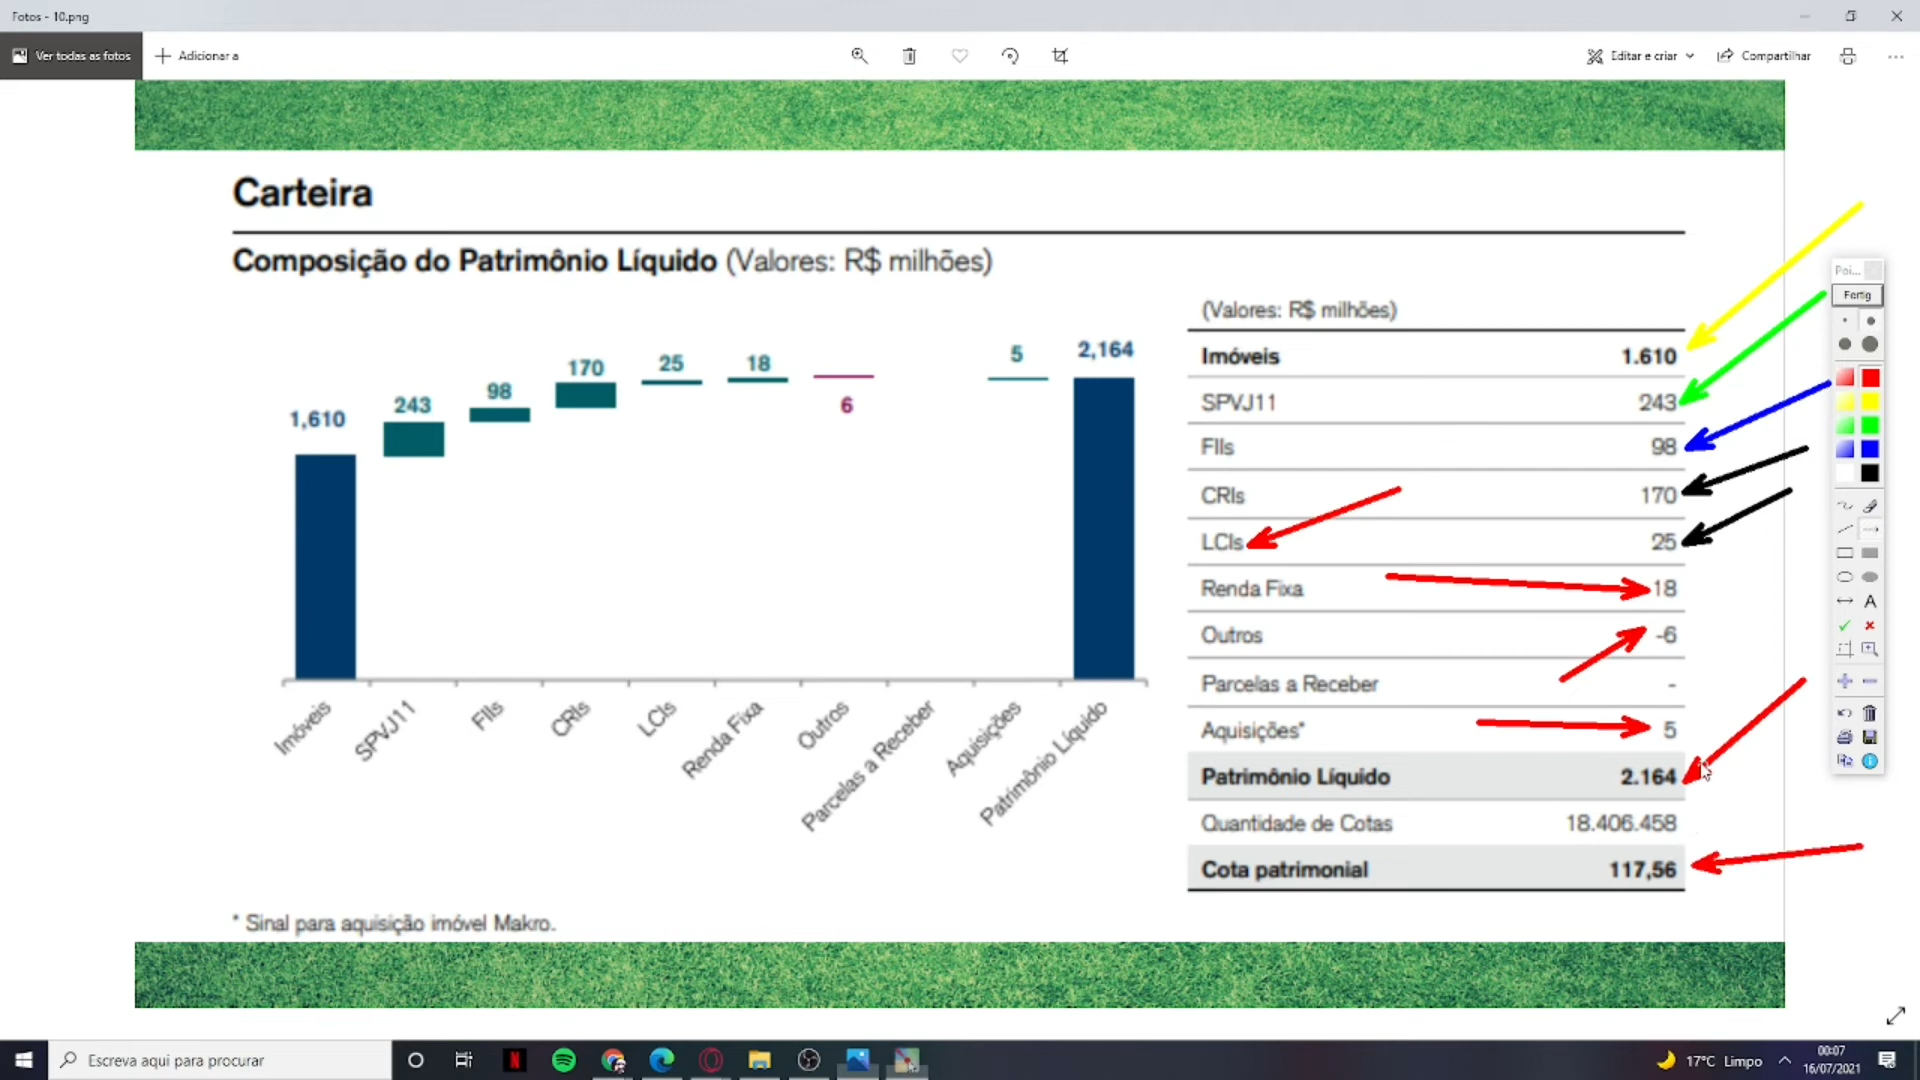 Fotos - 10.png
Ver todas as fotos
Adicionar a
Editar e criar
Compartilhar
Carteira
Composição do Patrimônio Líquido (Valores: R$ milhões)
1,610
243
98
170
25
18
6
5
2,164
Imóveis
SPVJ11
FIIs
CRIs
LCIs
Renda Fixa
Outros
Parcelas a Receber
Aquisições
Patrimônio Líquido
(Valores: R$ milhões)
Imóveis 1.610
SPVJ11 243
FIIs 98
CRIs 170
LCIs 25
Renda Fixa 18
Outros -6
Parcelas a Receber -
Aquisições* 5
Patrimônio Líquido 2.164
Quantidade de Cotas 18.406.458
Cota patrimonial 117,56
* Sinal para aquisição imóvel Makro.
Poi...
Fertig
A
Escreva aqui para procurar
17°C Limpo
00:07
16/07/2021